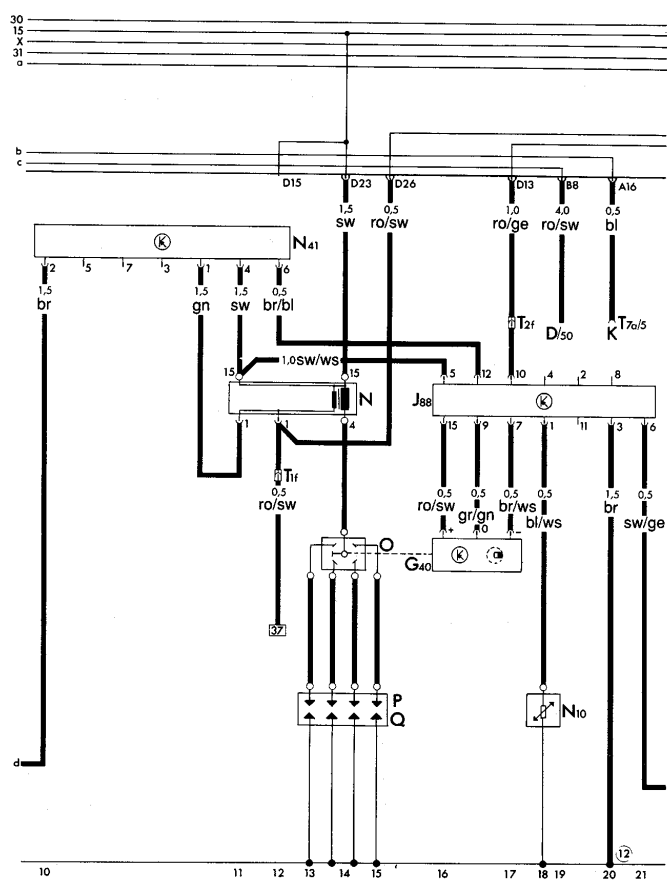 30
15
X
31
a
b
c
D15 D23 D26 D13 B8 A16
1,5 0,5 1,0 4,0 0,5
sw ro/sw ro/ge ro/sw bl
N41
2 5 7 3 1 4 6
1,5 1,5 1,5 0,5
br gn sw br/bl
T2f D/50 K T7a/5
1,0 sw/ws
15 15 5 12 10 4 2 8
N J88
1 1 4 15 9 7 1 11 3 6
T1f
0,5 0,5 0,5 0,5 0,5 1,5 0,5
ro/sw ro/sw gr/gn br/ws bl/ws br sw/ge
+ 0 –
O G40
37
P
Q
N10
d
12
10 11 12 13 14 15 16 17 18 19 20 21